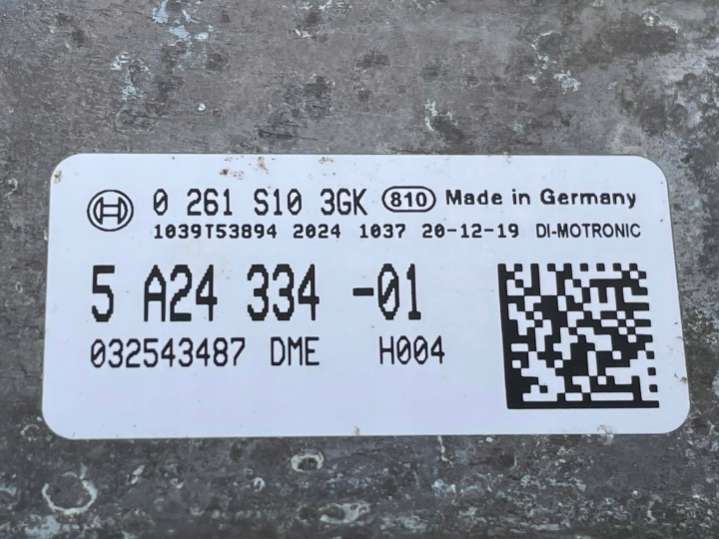 0 261 S10 3GK 810 Made in Germany
1039T53894 2024 1037 20-12-19 DI-MOTRONIC
5 A24 334 -01
032543487 DME H004